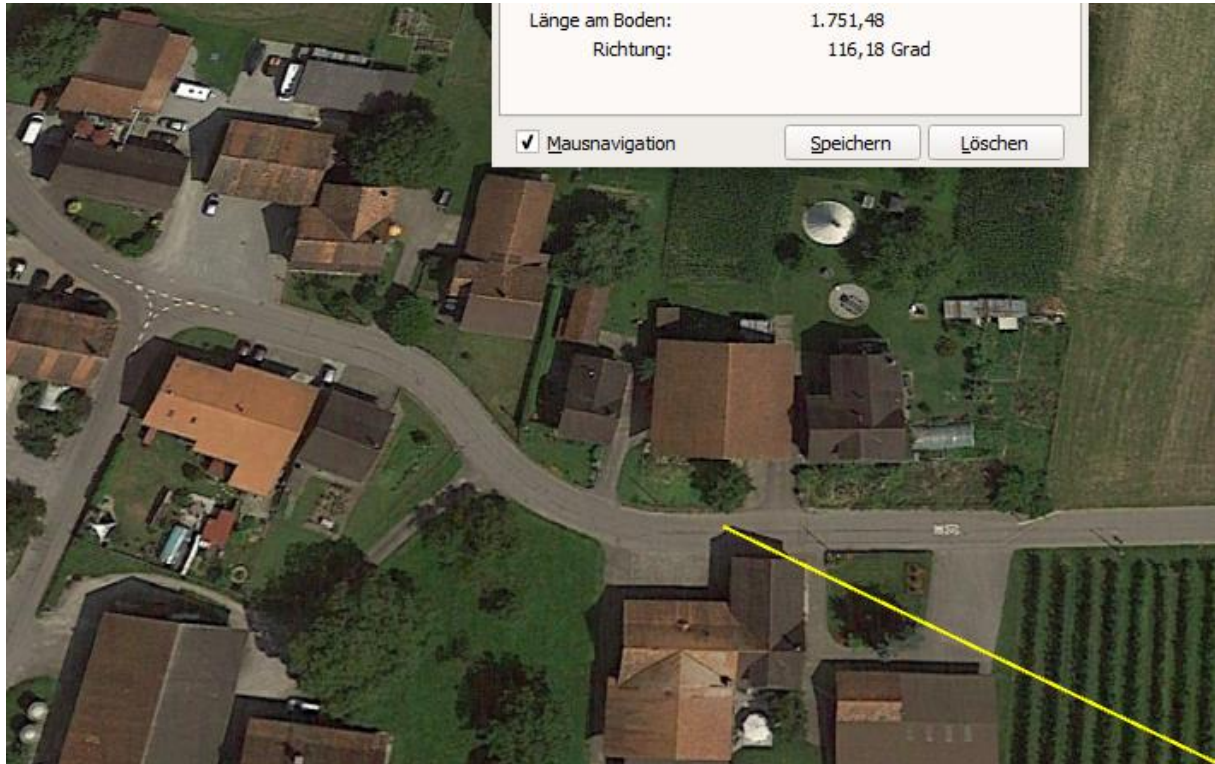 Länge am Boden: 1.751,48
Richtung: 116,18 Grad
Mausnavigation Speichern Löschen